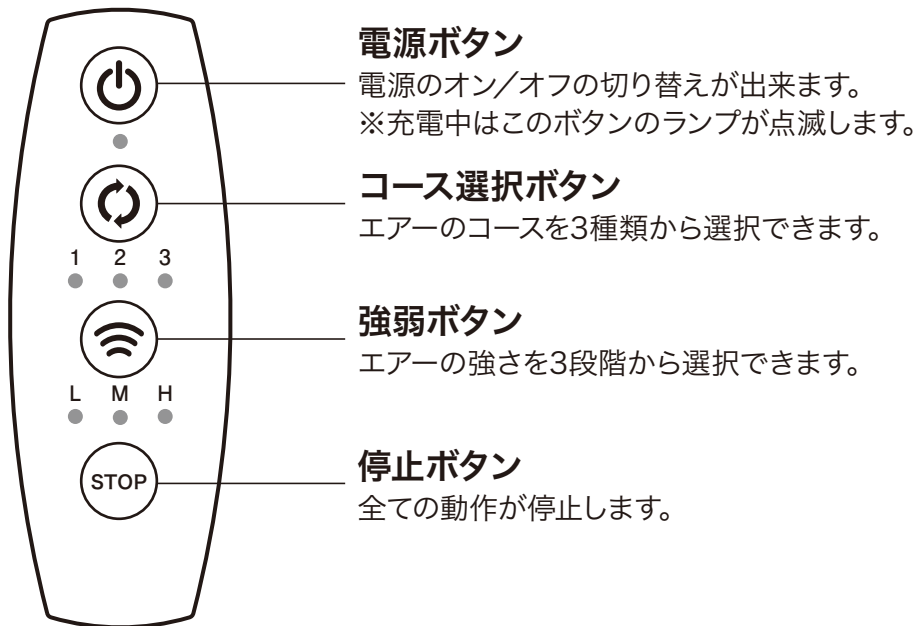 電源ボタン
電源のオン／オフの切り替えが出来ます。
※充電中はこのボタンのランプが点滅します。
コース選択ボタン
エアーのコースを3種類から選択できます。
1 2 3
強弱ボタン
エアーの強さを3段階から選択できます。
L M H
STOP
停止ボタン
全ての動作が停止します。